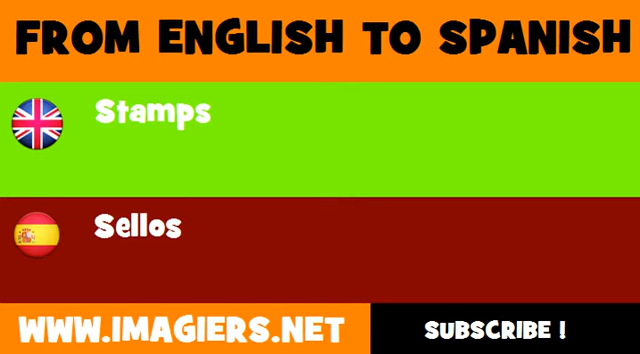 FROM ENGLISH TO SPANISH
Stamps
Sellos
WWW.IMAGIERS.NET
SUBSCRIBE !